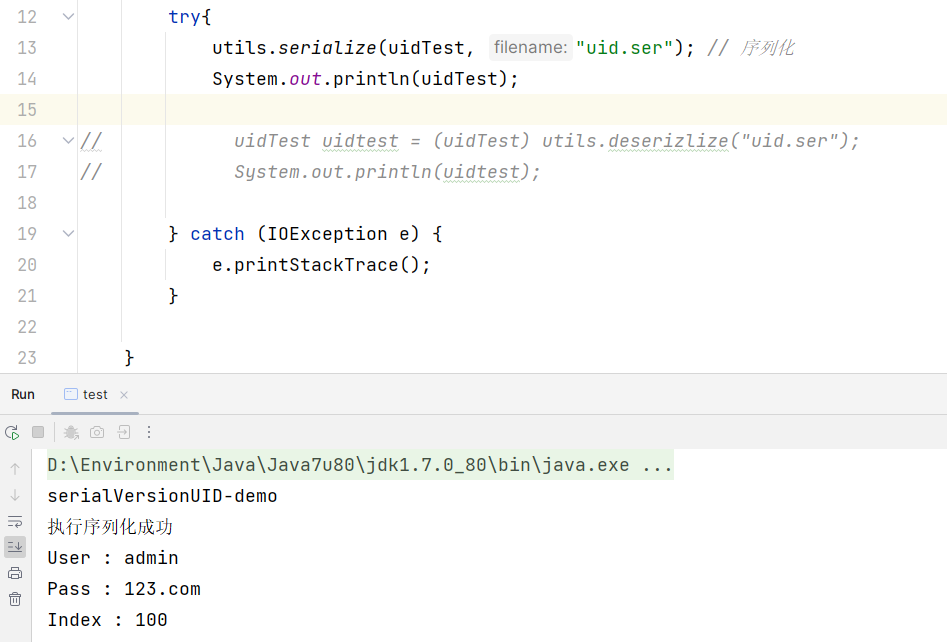 12 try{
13 utils.serialize(uidTest, filename: "uid.ser"); // 序列化
14 System.out.println(uidTest);
15
16 // uidTest uidtest = (uidTest) utils.deserizlize("uid.ser");
17 // System.out.println(uidtest);
18
19 } catch (IOException e) {
20 e.printStackTrace();
21 }
22
23 }
Run test ×
D:\Environment\Java\Java7u80\jdk1.7.0_80\bin\java.exe ...
serialVersionUID-demo
执行序列化成功
User : admin
Pass : 123.com
Index : 100